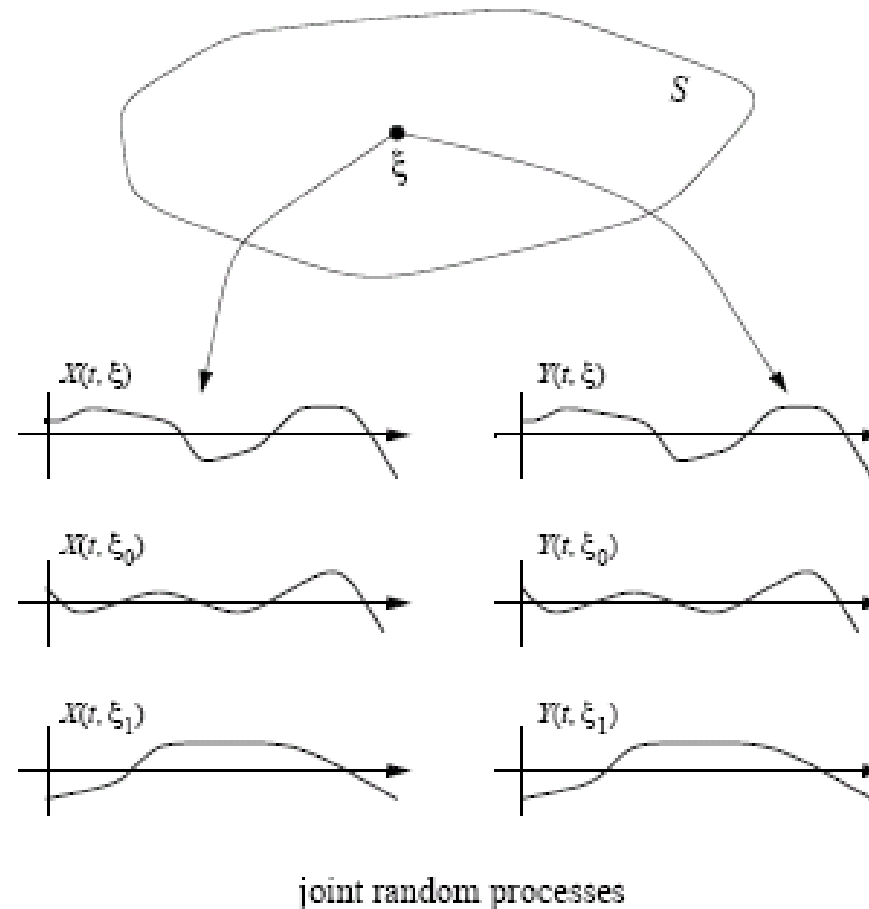 S
ξ
X(t, ξ)
Y(t, ξ)
X(t, ξ₀)
Y(t, ξ₀)
X(t, ξ₁)
Y(t, ξ₁)
joint random processes